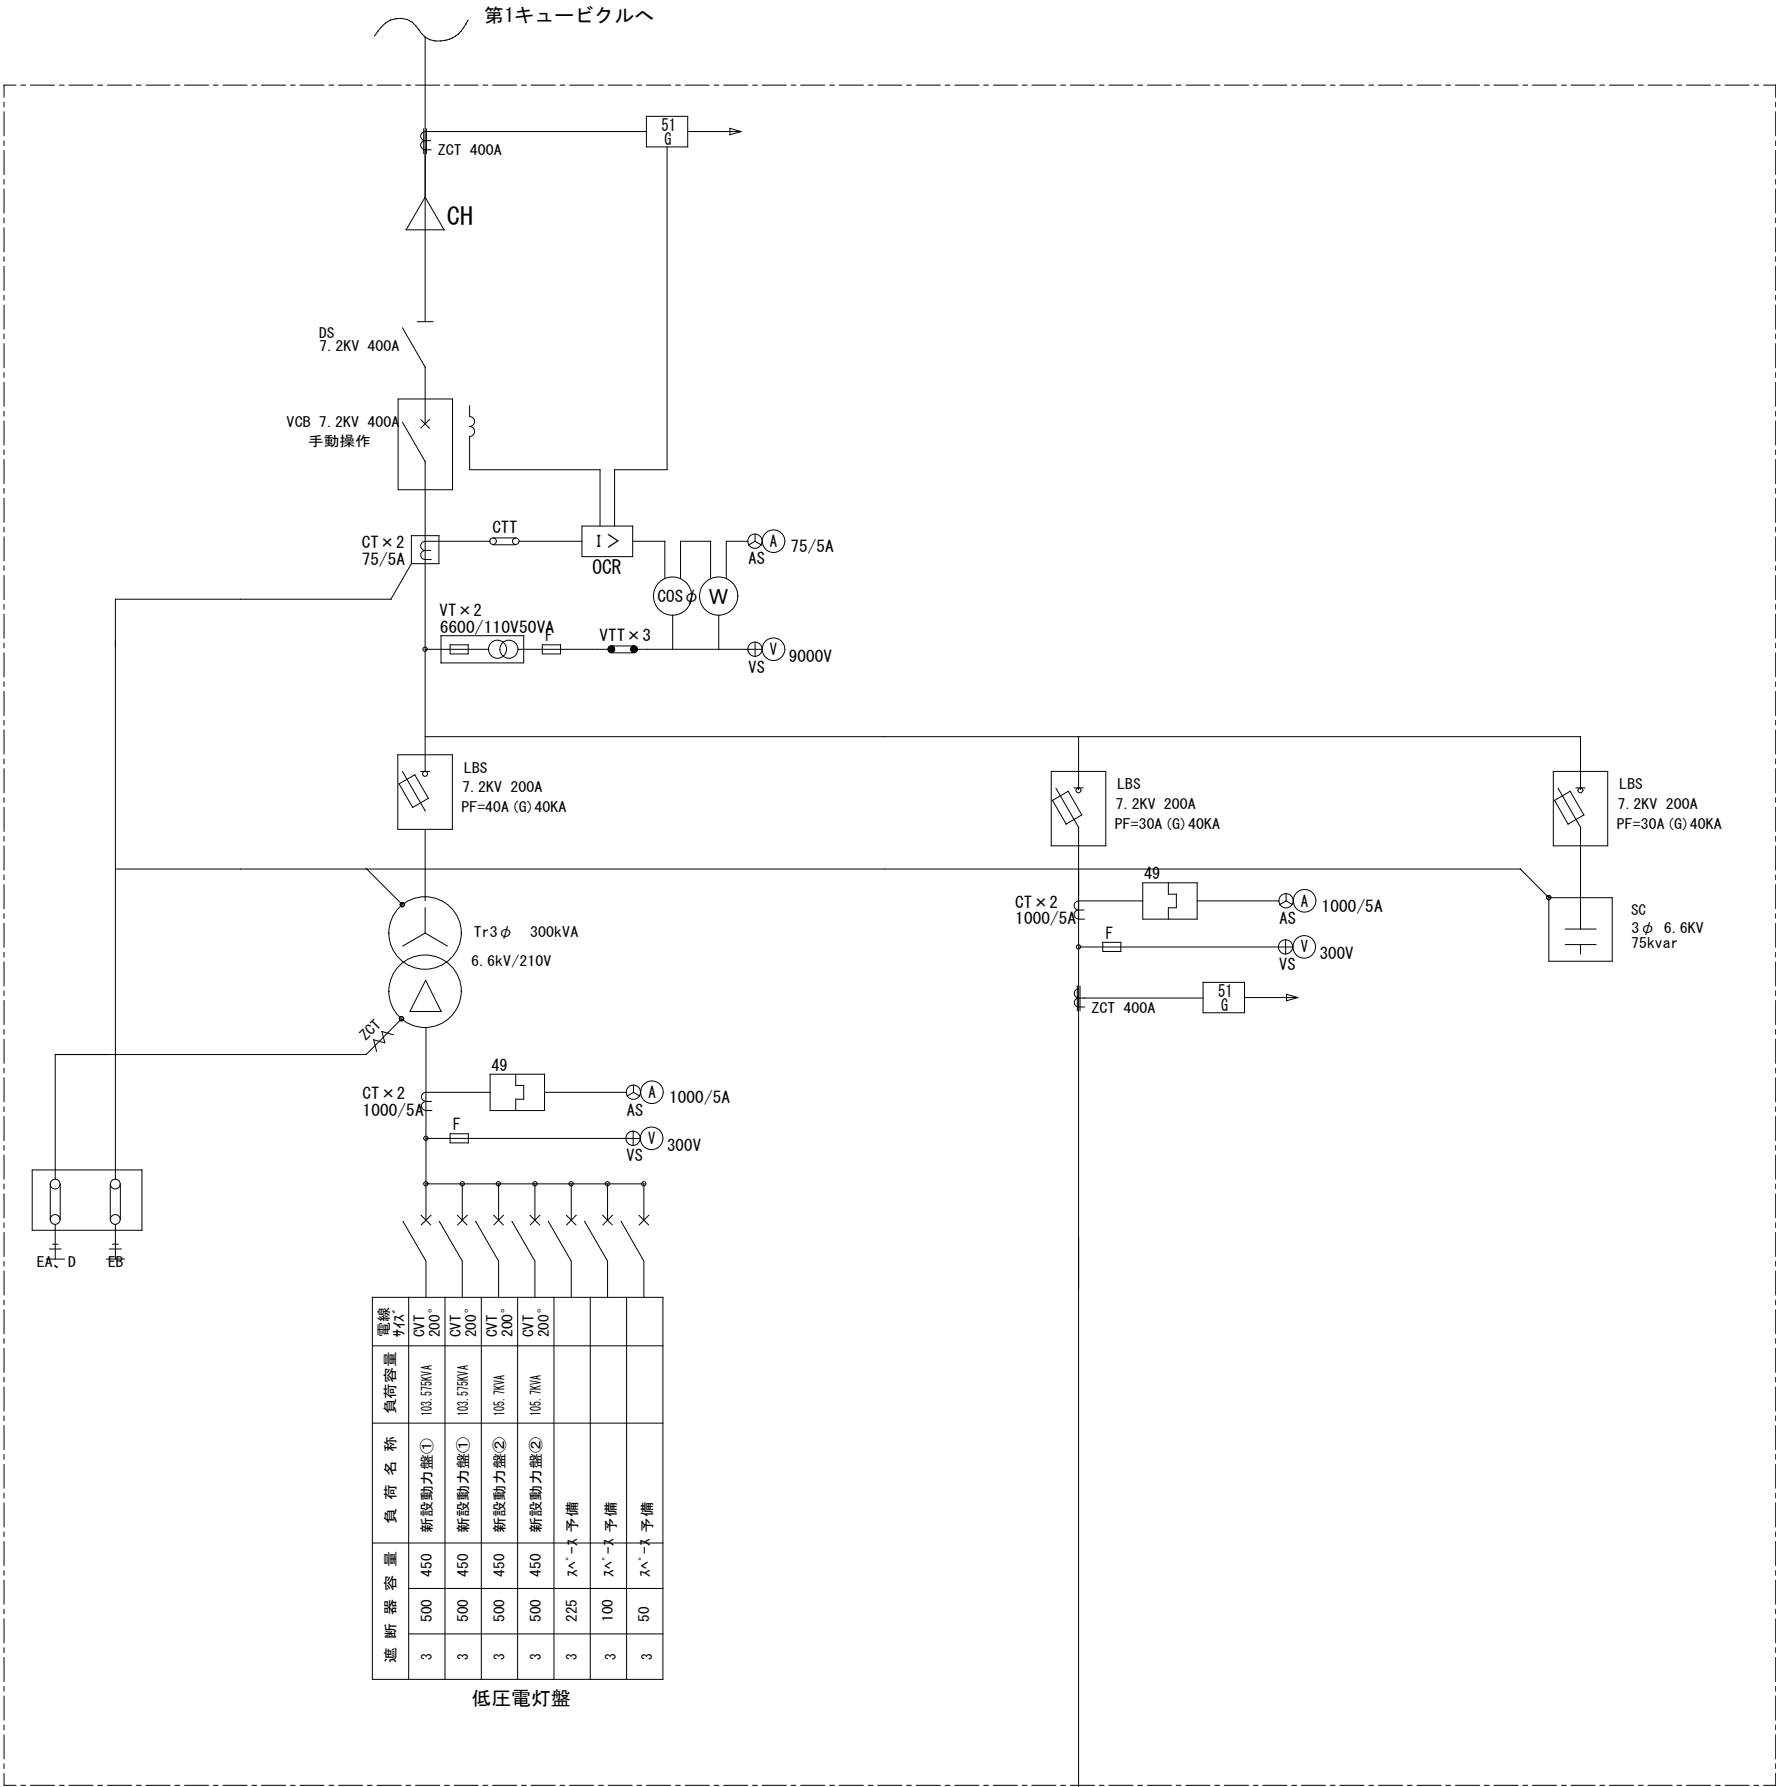 第1キュービクルへ
51
G
ZCT 400A
CH
DS
7.2KV 400A
VCB 7.2KV 400A
手動操作
CTT
CT×2
75/5A
I>
OCR
A
75/5A
AS
COSφ
W
VT×2
6600/110V50VA
F
VTT×3
V
9000V
VS
LBS
7.2KV 200A
PF=40A(G)40KA
LBS
7.2KV 200A
PF=30A(G)40KA
LBS
7.2KV 200A
PF=30A(G)40KA
49
CT×2
1000/5A
A
1000/5A
AS
F
V
300V
VS
SC
3φ 6.6KV
75kvar
Tr3φ 300kVA
6.6kV/210V
51
G
ZCT 400A
ZCT
49
CT×2
1000/5A
A
1000/5A
AS
F
V
300V
VS
EA、D
EB
電線
サイズ
CVT
200°
CVT
200°
CVT
200°
CVT
200°
負荷容量
103.575KVA
103.575KVA
105.7KVA
105.7KVA
負荷名称
新設動力盤①
新設動力盤①
新設動力盤②
新設動力盤②
スペース 予備
スペース 予備
スペース 予備
遮断器容量
450
450
450
450
500
500
500
500
225
100
50
3
3
3
3
3
3
3
低圧電灯盤